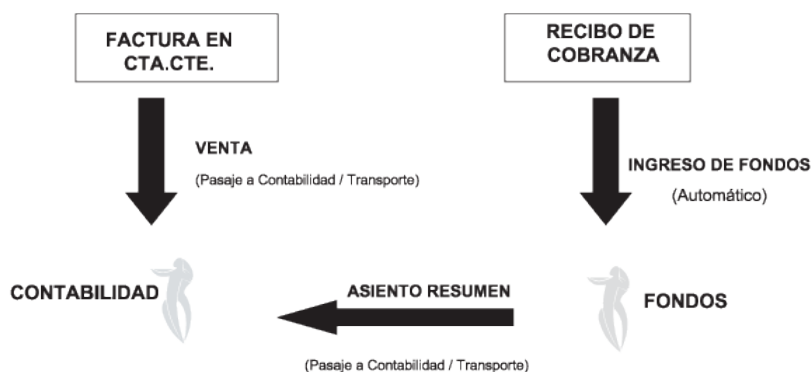 FACTURA EN
CTA.CTE.
RECIBO DE
COBRANZA
VENTA
(Pasaje a Contabilidad / Transporte)
INGRESO DE FONDOS
(Automático)
CONTABILIDAD
ASIENTO RESUMEN
FONDOS
(Pasaje a Contabilidad / Transporte)